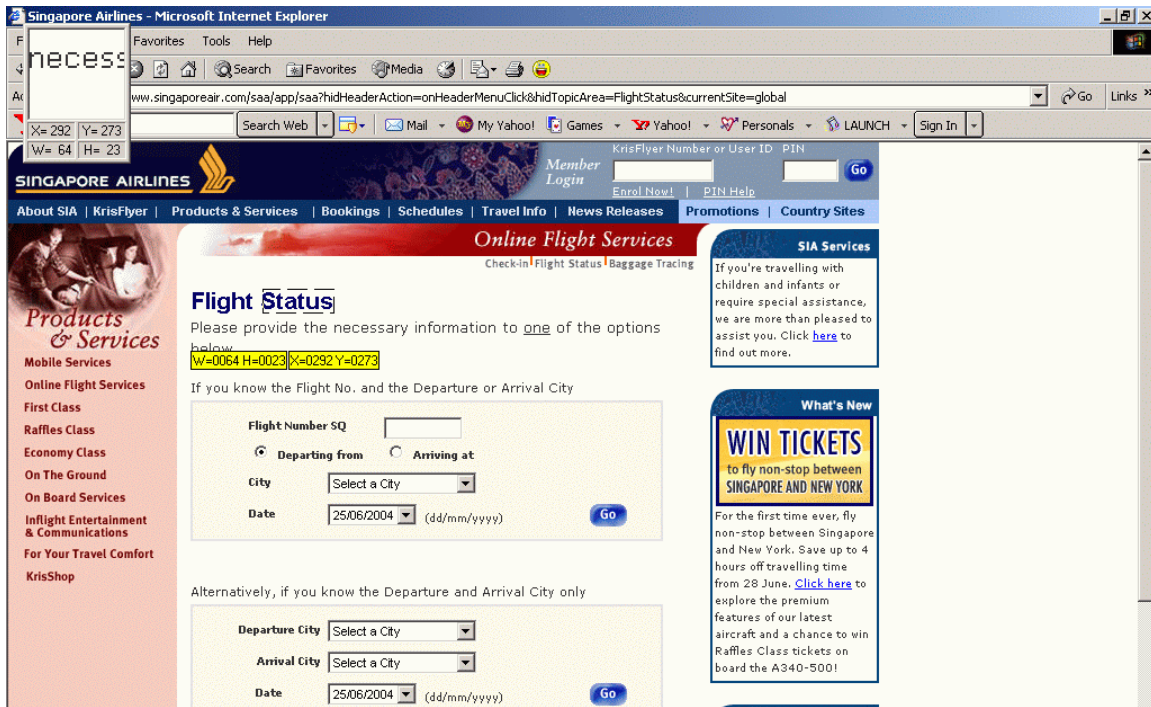 Singapore Airlines - Microsoft Internet Explorer
Favorites Tools Help
necess
Search Favorites Media
www.singaporeair.com/saa/app/saa?hidHeaderAction=onHeaderMenuClick&hidTopicArea=FlightStatus&currentSite=global
Go Links »
X= 292 Y= 273
W= 64 H= 23
Search Web Mail My Yahoo! Games Yahoo! Personals LAUNCH Sign In
SINGAPORE AIRLINES
Member Login
KrisFlyer Number or User ID PIN
Go
Enrol Now! | PIN Help
About SIA | KrisFlyer | Products & Services | Bookings | Schedules | Travel Info | News Releases Promotions | Country Sites
Products & Services
Mobile Services
Online Flight Services
First Class
Raffles Class
Economy Class
On The Ground
On Board Services
Inflight Entertainment
& Communications
For Your Travel Comfort
KrisShop
Online Flight Services
Check-in Flight Status Baggage Tracing
Flight Status
Please provide the necessary information to one of the options
below
W=0064 H=0023 X=0292 Y=0273
If you know the Flight No. and the Departure or Arrival City
Flight Number SQ
Departing from Arriving at
City Select a City
Date 25/06/2004 (dd/mm/yyyy) Go
Alternatively, if you know the Departure and Arrival City only
Departure City Select a City
Arrival City Select a City
Date 25/06/2004 (dd/mm/yyyy) Go
SIA Services
If you're travelling with
children and infants or
require special assistance,
we are more than pleased to
assist you. Click here to
find out more.
What's New
WIN TICKETS
to fly non-stop between
SINGAPORE AND NEW YORK
For the first time ever, fly
non-stop between Singapore
and New York. Save up to 4
hours off travelling time
from 28 June. Click here to
explore the premium
features of our latest
aircraft and a chance to win
Raffles Class tickets on
board the A340-500!